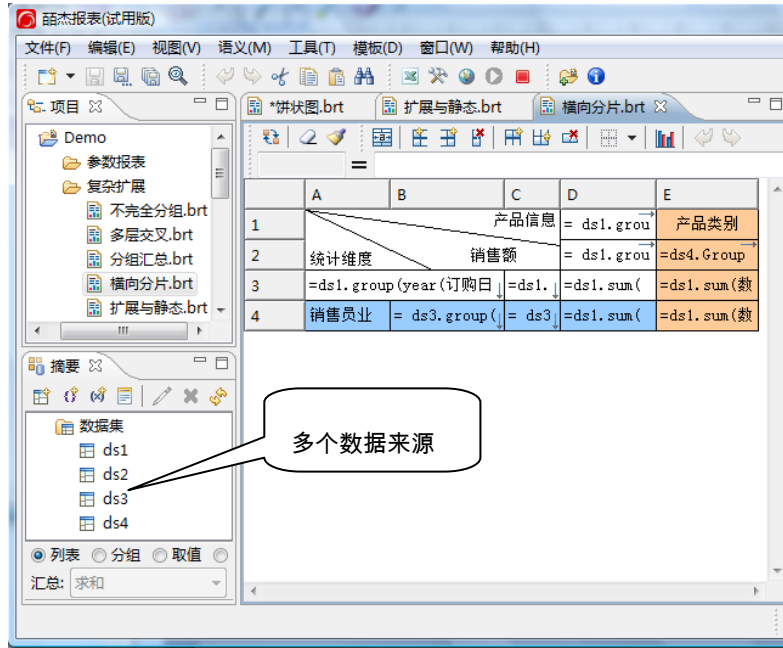 皕杰报表(试用版)
文件(F) 编辑(E) 视图(V) 语义(M) 工具(T) 模板(D) 窗口(W) 帮助(H)
项目
Demo
参数报表
复杂扩展
不完全分组.brt
多层交叉.brt
分组汇总.brt
横向分片.brt
扩展与静态.brt
摘要
数据集
ds1
ds2
ds3
ds4
列表 分组 取值
汇总: 求和
*饼状图.brt 扩展与静态.brt 横向分片.brt
=
A B C D E
1 产品信息 = ds1.grou 产品类别
2 统计维度 销售额 = ds1.grou =ds4.Group
3 =ds1.group(year(订购日 =ds1. =ds1.sum( =ds1.sum(数
4 销售员业 = ds3.group( = ds3 =ds1.sum( =ds1.sum(数
多个数据来源